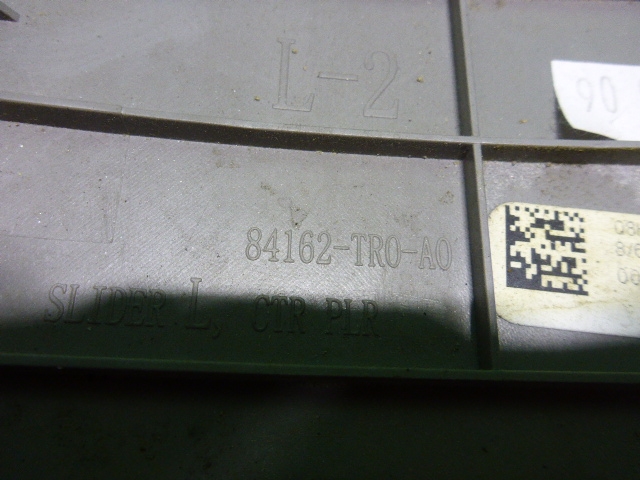 L-2
90
84162-TR0-A0
SLIDER L, CTR PLR